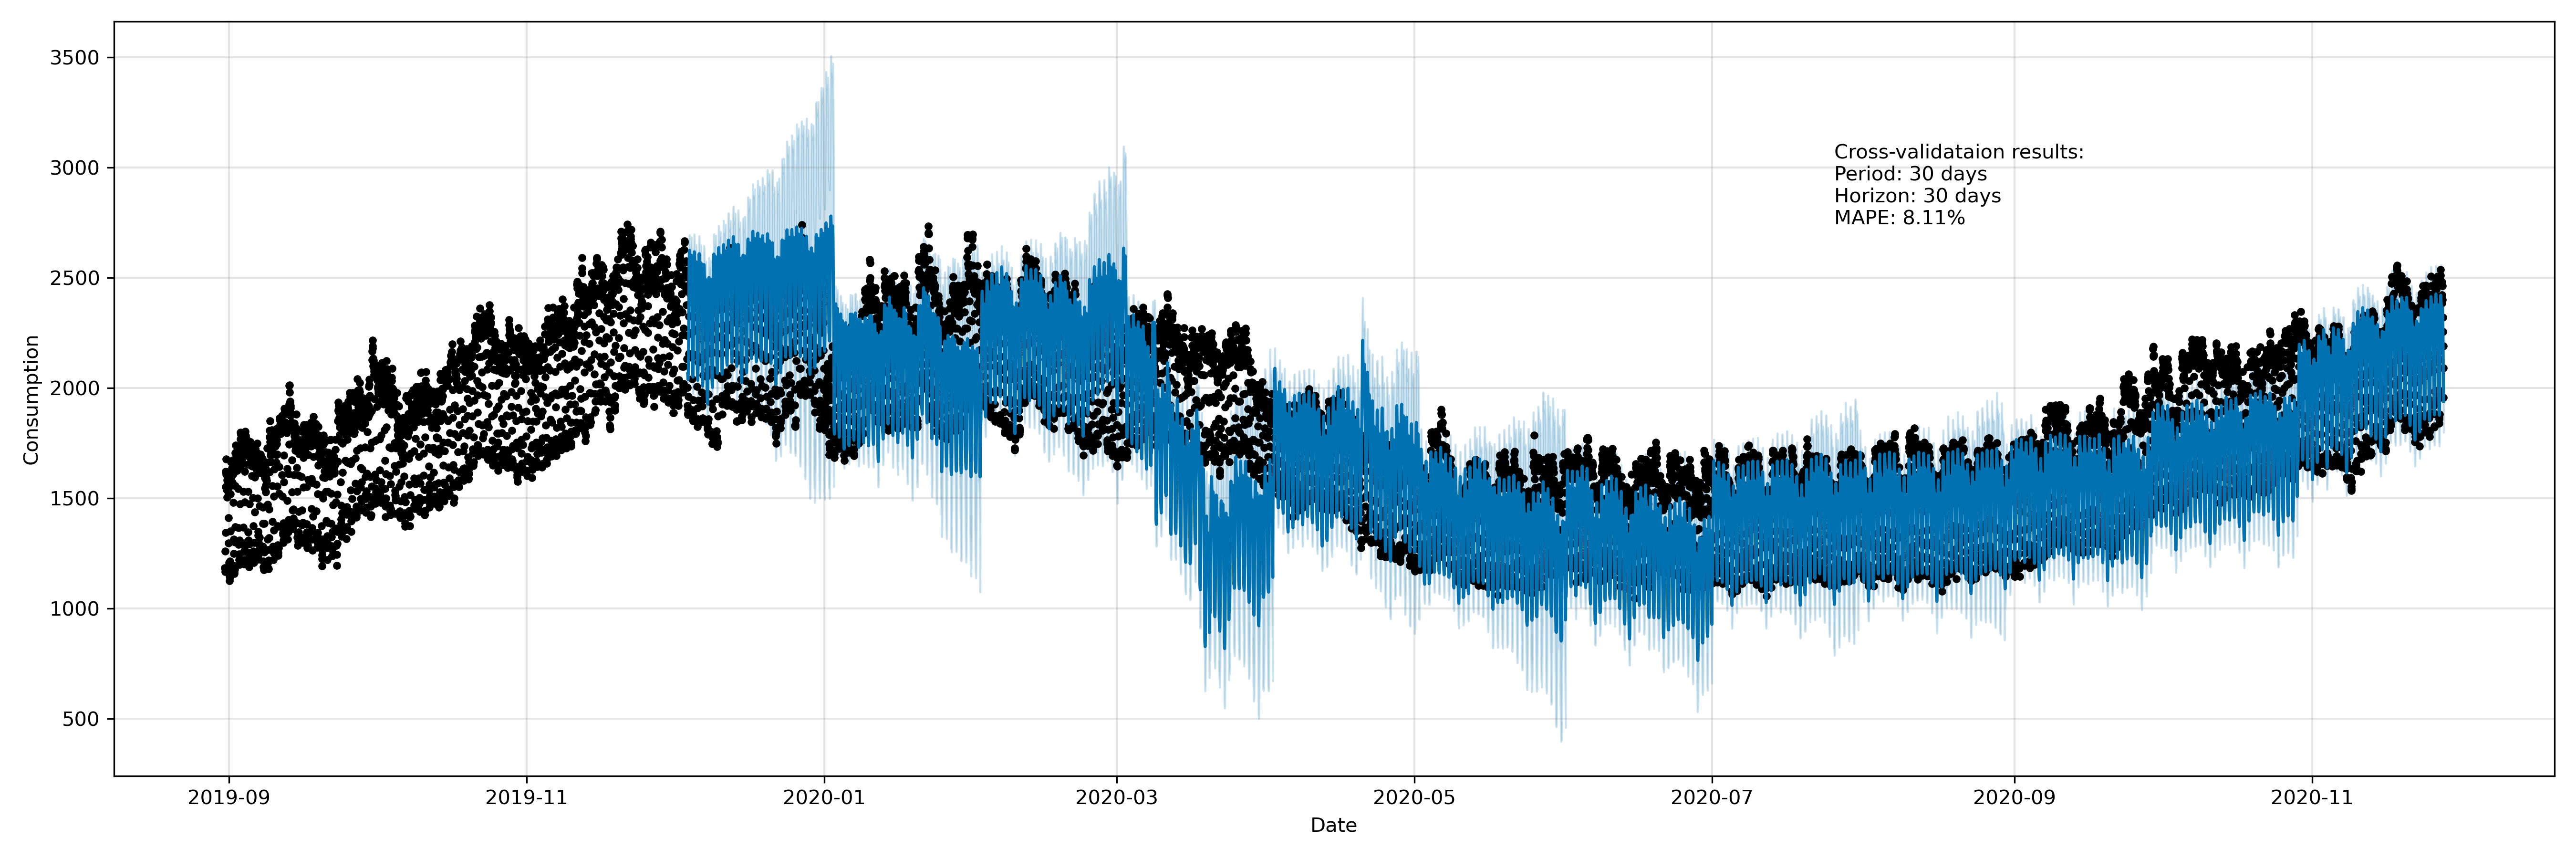 3500
3000
2500
2000
1500
1000
500
Consumption
Cross-validataion results:
Period: 30 days
Horizon: 30 days
MAPE: 8.11%
2019-09
2019-11
2020-01
2020-03
2020-05
2020-07
2020-09
2020-11
Date